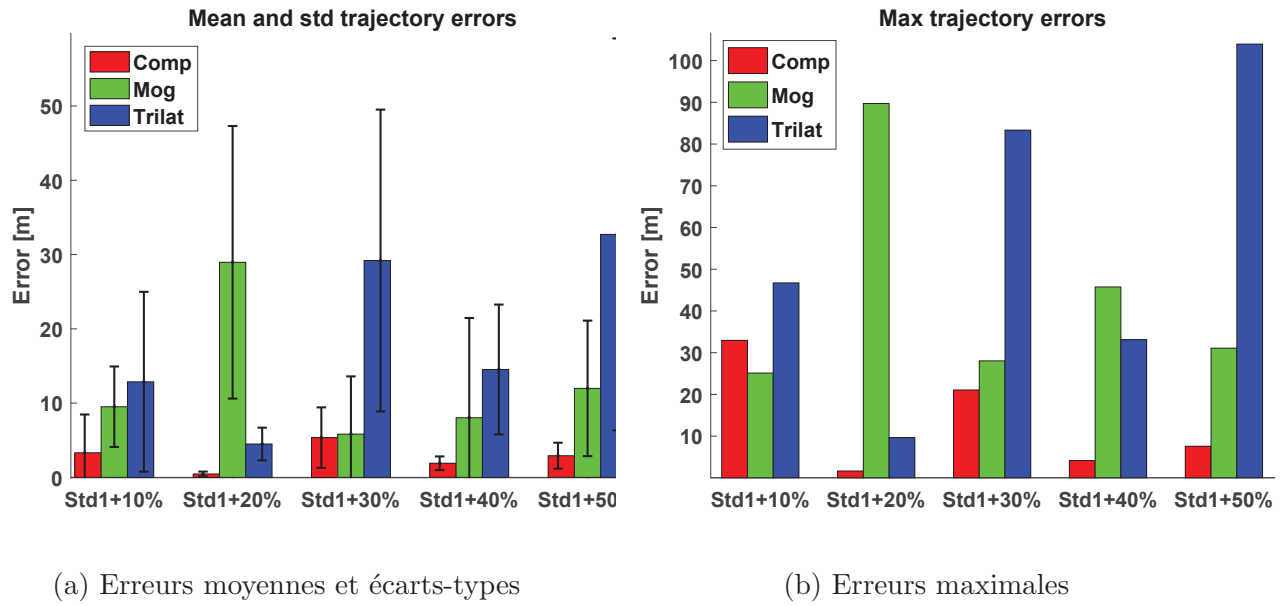 Mean and std trajectory errors
Comp
Mog
Trilat
Error [m]
50
40
30
20
10
0
Std1+10% Std1+20% Std1+30% Std1+40% Std1+50
(a) Erreurs moyennes et écarts-types
Max trajectory errors
Comp
Mog
Trilat
Error [m]
100
90
80
70
60
50
40
30
20
10
Std1+10% Std1+20% Std1+30% Std1+40% Std1+50%
(b) Erreurs maximales